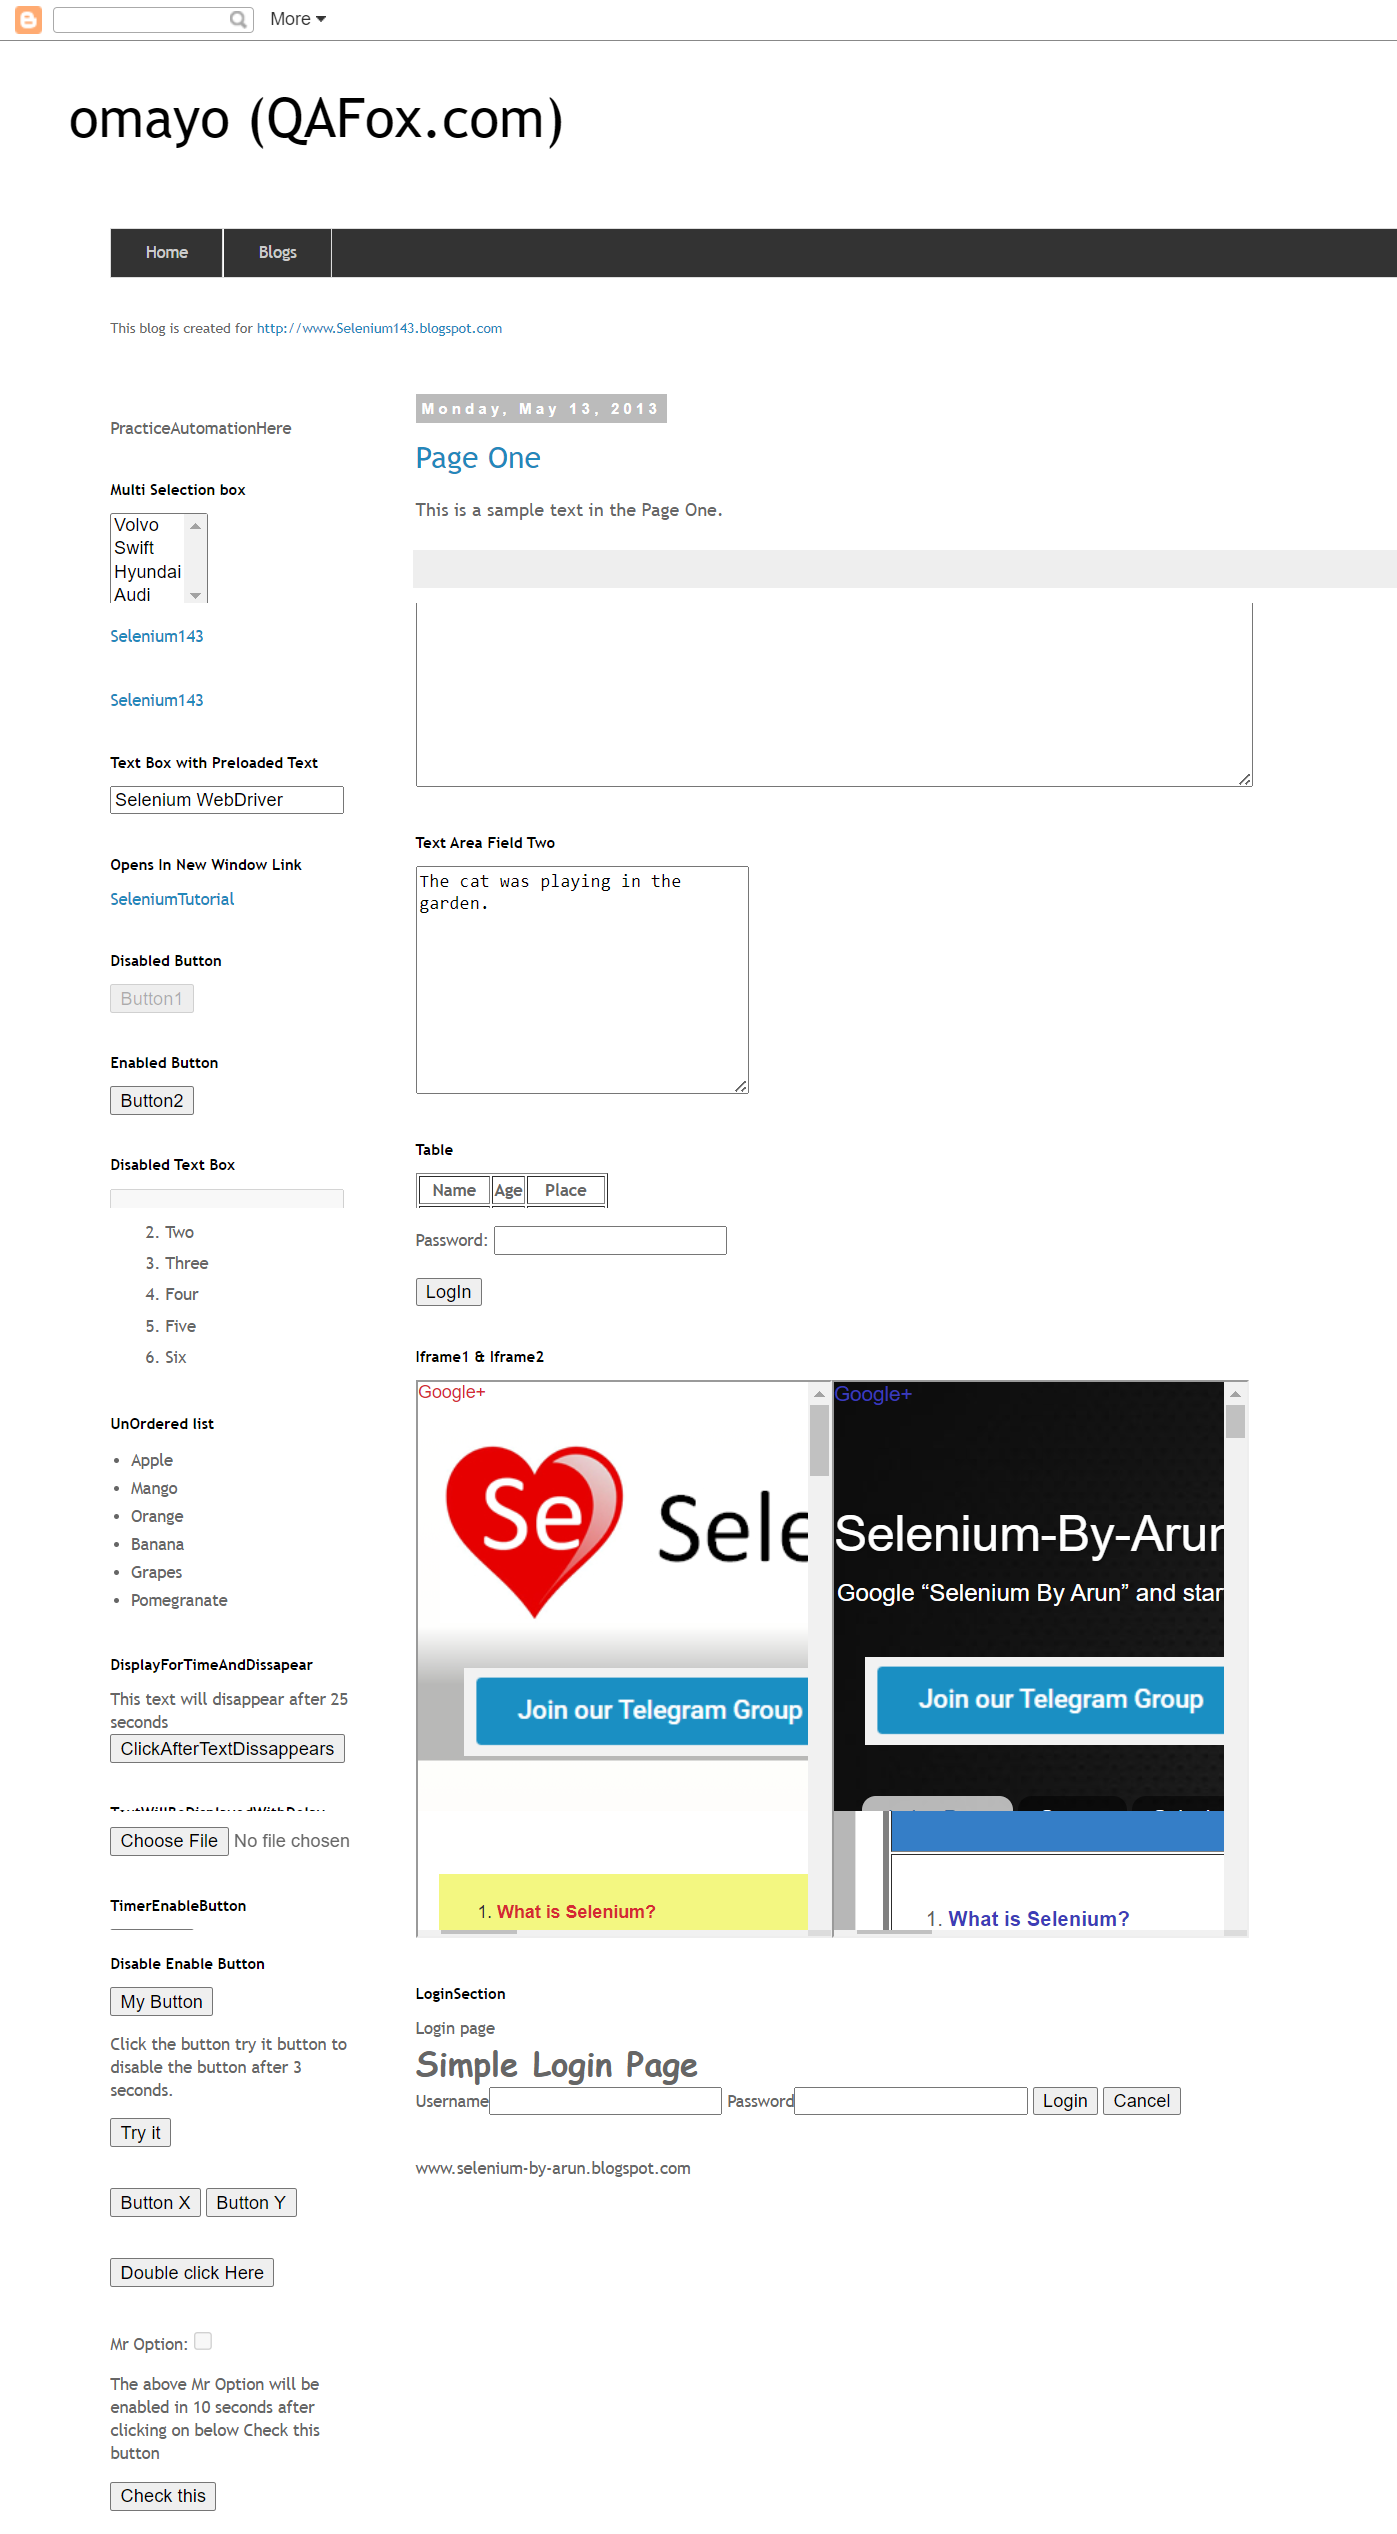 More
omayo (QAFox.com)
Home
Blogs
This blog is created for http://www.Selenium143.blogspot.com
PracticeAutomationHere
Multi Selection box
Volvo
Swift
Hyundai
Audi
Selenium143
Selenium143
Text Box with Preloaded Text
Selenium WebDriver
Opens In New Window Link
SeleniumTutorial
Disabled Button
Button1
Enabled Button
Button2
Disabled Text Box
2. Two
3. Three
4. Four
5. Five
6. Six
UnOrdered list
• Apple
• Mango
• Orange
• Banana
• Grapes
• Pomegranate
DisplayForTimeAndDissapear
This text will disappear after 25
seconds
ClickAfterTextDissappears
Choose File No file chosen
TimerEnableButton
Disable Enable Button
My Button
Click the button try it button to
disable the button after 3
seconds.
Try it
Button X Button Y
Double click Here
Mr Option:
The above Mr Option will be
enabled in 10 seconds after
clicking on below Check this
button
Check this
Monday, May 13, 2013
Page One
This is a sample text in the Page One.
Text Area Field Two
The cat was playing in the
garden.
Table
Name Age Place
Password:
LogIn
Iframe1 & Iframe2
Google+
Se Sele
Join our Telegram Group
1. What is Selenium?
Google+
Selenium-By-Arun
Google “Selenium By Arun” and star
Join our Telegram Group
1. What is Selenium?
LoginSection
Login page
Simple Login Page
Username Password Login Cancel
www.selenium-by-arun.blogspot.com